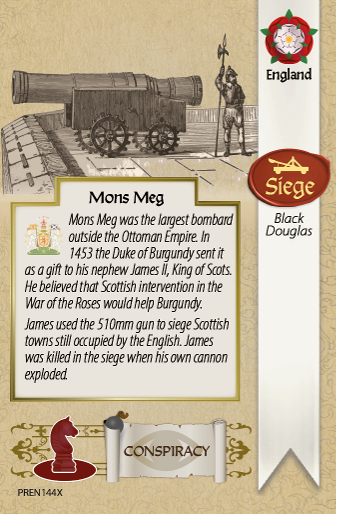 England
Siege
Black
Douglas
Mons Meg
Mons Meg was the largest bombard
outside the Ottoman Empire. In
1453 the Duke of Burgundy sent it
as a gift to his nephew James II, King of Scots.
He believed that Scottish intervention in the
War of the Roses would help Burgundy.
James used the 510mm gun to siege Scottish
towns still occupied by the English. James
was killed in the siege when his own cannon
exploded.
CONSPIRACY
PREN144X